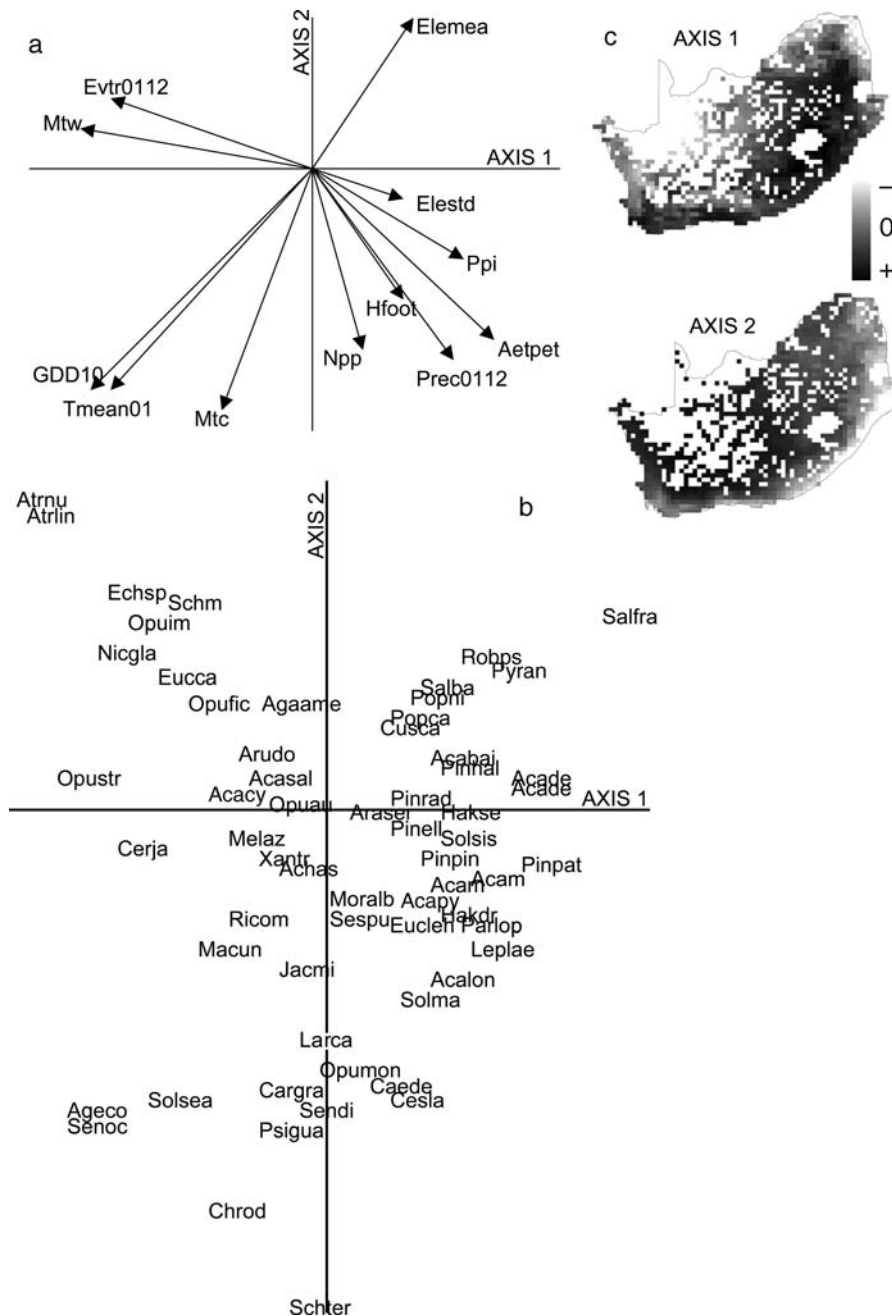 a
AXIS 2
Elemea
Evtr0112
Mtw
AXIS 1
Elestd
Ppi
Hfoot
Npp
Aetpet
Prec0112
GDD10
Tmean01
Mtc
c
AXIS 1
–
0
+
AXIS 2
b
AXIS 2
Atrnu
Atrlin
Echsp
Schm
Opuim
Salfra
Nicgla
Robps
Pyran
Eucca
Salba
Popni
Opufic
Agaame
Popca
Cusca
Arudo
Acabai
Pinhal
Opustr
Acasal
Acade
Acade
Acacy
Opuau
Pinrad
AXIS 1
Araser
Hakse
Pinell
Solsis
Melaz
Cerja
Xantr
Achas
Pinpin
Pinpat
Acam
Acam
Moralb
Acapy
Ricom
Sespu
Hakdr
Euclen
Parlop
Macun
Leplae
Jacmi
Acalon
Solma
Larca
Opumon
Cargra
Caede
Solsea
Cesla
Ageco
Sendi
Senoc
Psigua
Chrod
Schter